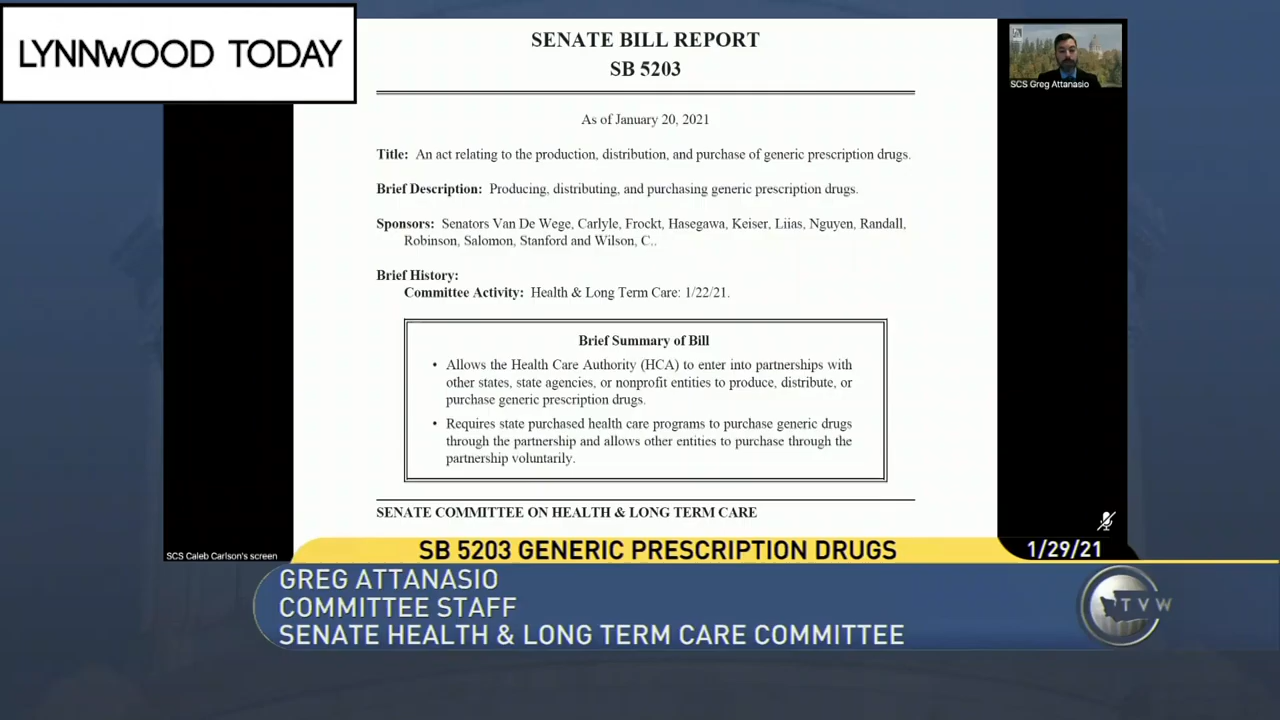 LYNNWOOD TODAY
SENATE BILL REPORT
SB 5203
As of January 20, 2021
Title: An act relating to the production, distribution, and purchase of generic prescription drugs.
Brief Description: Producing, distributing, and purchasing generic prescription drugs.
Sponsors: Senators Van De Wege, Carlyle, Frockt, Hasegawa, Keiser, Liias, Nguyen, Randall,
Robinson, Salomon, Stanford and Wilson, C..
Brief History:
Committee Activity: Health & Long Term Care: 1/22/21.
Brief Summary of Bill
• Allows the Health Care Authority (HCA) to enter into partnerships with
other states, state agencies, or nonprofit entities to produce, distribute, or
purchase generic prescription drugs.
• Requires state purchased health care programs to purchase generic drugs
through the partnership and allows other entities to purchase through the
partnership voluntarily.
SENATE COMMITTEE ON HEALTH & LONG TERM CARE
SCS Greg Attanasio
SCS Caleb Carlson's screen
SB 5203 GENERIC PRESCRIPTION DRUGS
1/29/21
GREG ATTANASIO
COMMITTEE STAFF
SENATE HEALTH & LONG TERM CARE COMMITTEE
TVW